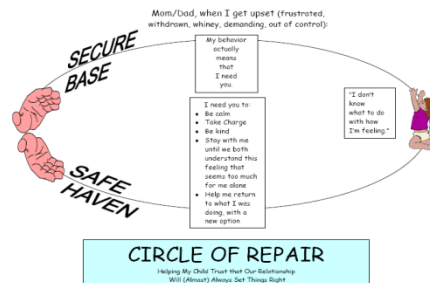 Mom/Dad, when I get upset (frustrated,
withdrawn, whiney, demanding, out of control):
SECURE
BASE
My behavior
actually
means
that
I need
you.
"I don't
know
what to do
with how
I'm feeling."
I need you to:
• Be calm
• Take Charge
• Be kind
• Stay with me
until we both
understand this
feeling that
seems too much
for me alone
• Help me return
to what I was
doing, with a
new option
SAFE
HAVEN
CIRCLE OF REPAIR
Helping My Child Trust that Our Relationship
Will (Almost) Always Set Things Right